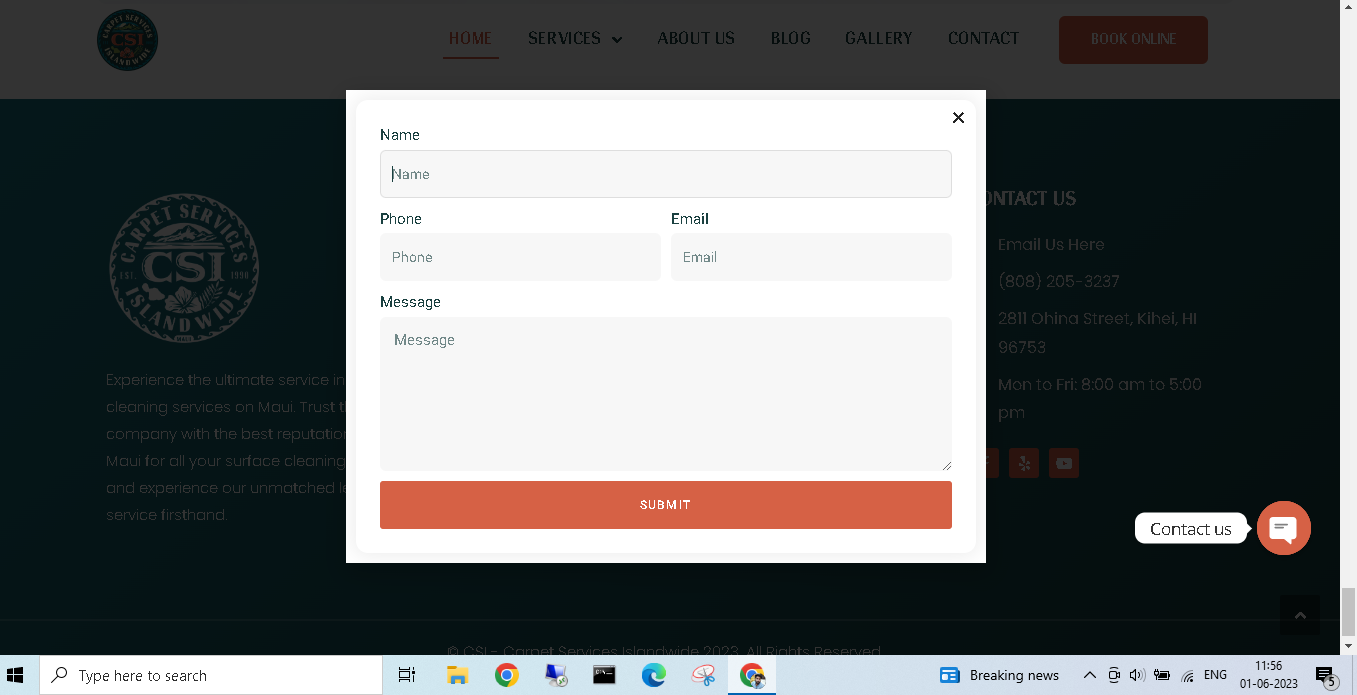 CARPET SERVICES
CSI
ISLANDWIDE
HOME
SERVICES
ABOUT US
BLOG
GALLERY
CONTACT
BOOK ONLINE
Name
Name
Phone
Email
Phone
Email
Message
Message
SUBMIT
CARPET SERVICES
EST. CSI 1990
ISLANDWIDE
MAUI
Experience the ultimate service in
cleaning services on Maui. Trust t
company with the best reputation
Maui for all your surface cleaning
and experience our unmatched le
service firsthand.
ONTACT US
Email Us Here
(808) 205-3237
2811 Ohina Street, Kihei, HI
96753
Mon to Fri: 8:00 am to 5:00
pm
Contact us
© CSI - Carpet Services Islandwide 2023. All Rights Reserved
Type here to search
Breaking news
ENG
11:56
01-06-2023
5